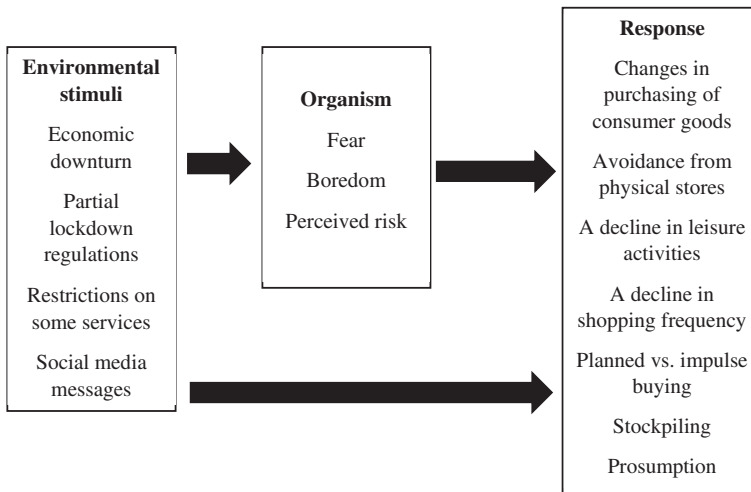 Environmental
stimuli
Economic
downturn
Partial
lockdown
regulations
Restrictions on
some services
Social media
messages
Organism
Fear
Boredom
Perceived risk
Response
Changes in
purchasing of
consumer goods
Avoidance from
physical stores
A decline in leisure
activities
A decline in
shopping frequency
Planned vs. impulse
buying
Stockpiling
Prosumption